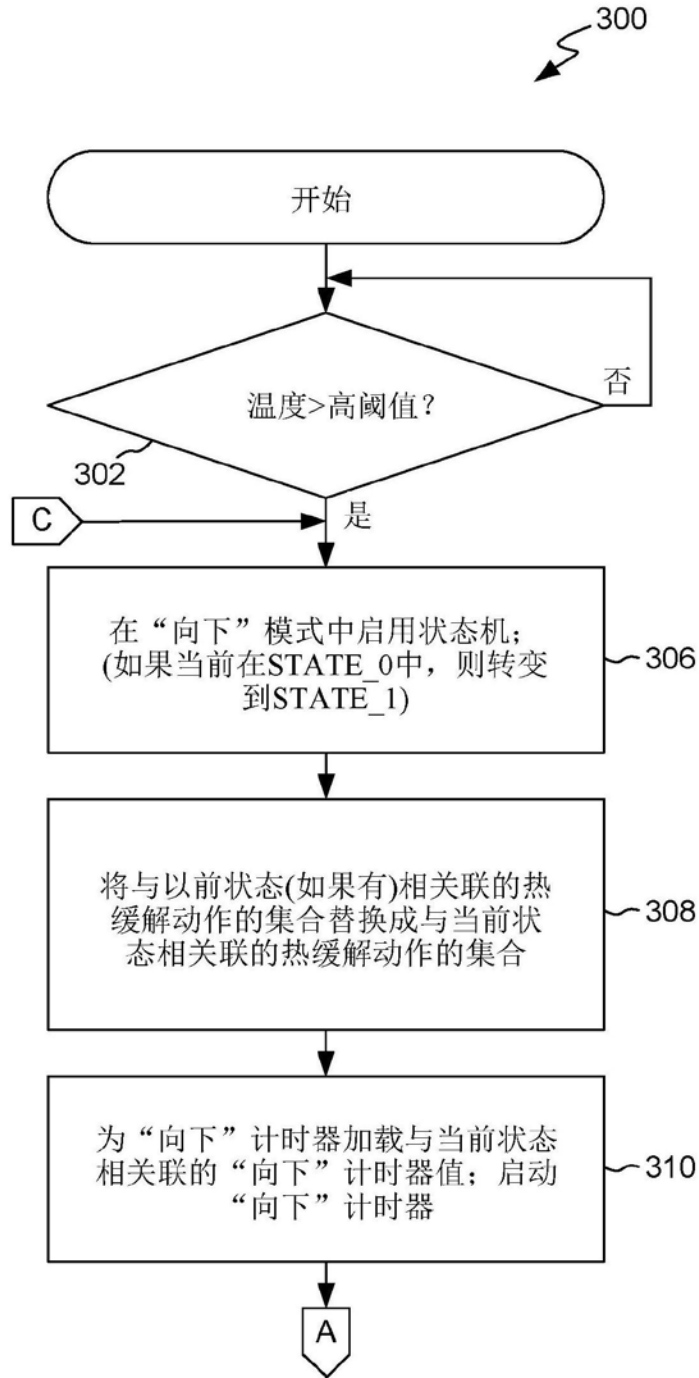 300
开始
温度>高阈值?
否
302
C
是
在“向下”模式中启用状态机;
(如果当前在STATE_0中，则转变
到STATE_1)
306
将与以前状态(如果有)相关联的热
缓解动作的集合替换成与当前状
态相关联的热缓解动作的集合
308
为“向下”计时器加载与当前状态
相关联的“向下”计时器值；启动
“向下”计时器
310
A